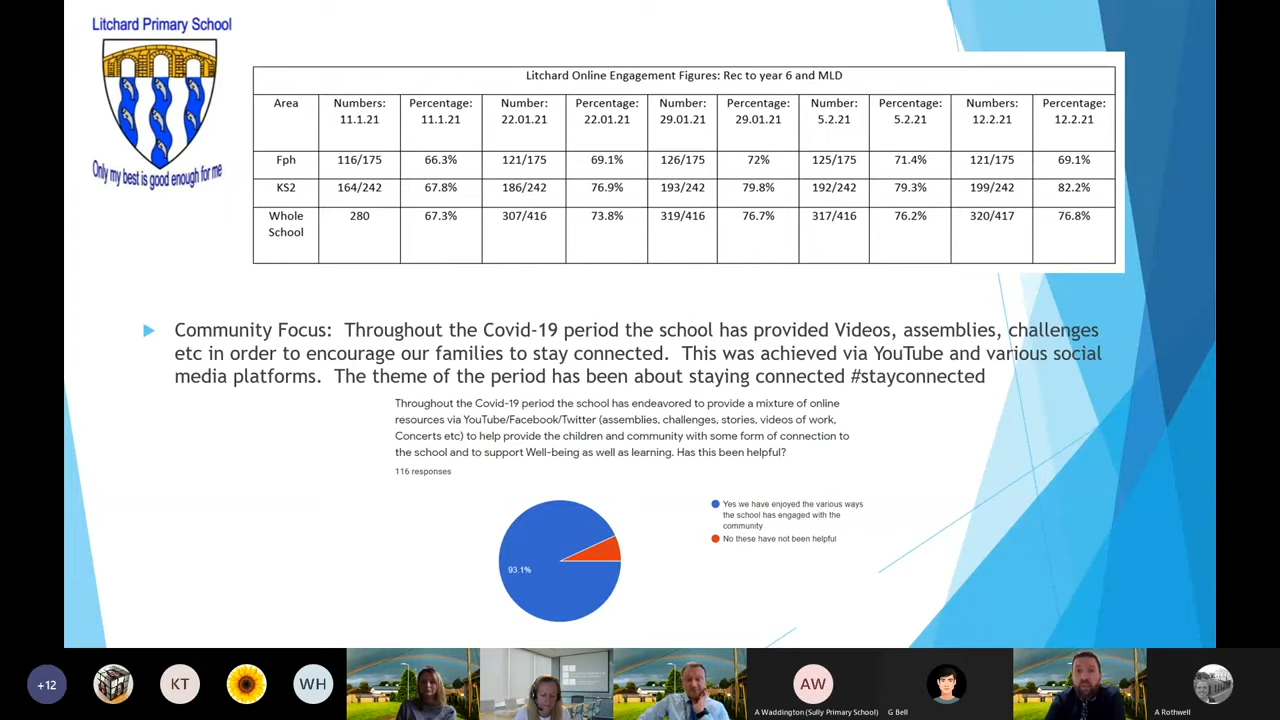 Litchard Primary School
Only my best is good enough for me
Litchard Online Engagement Figures: Rec to year 6 and MLD
Area Numbers: 11.1.21 Percentage: 11.1.21 Number: 22.01.21 Percentage: 22.01.21 Number: 29.01.21 Percentage: 29.01.21 Number: 5.2.21 Percentage: 5.2.21 Numbers: 12.2.21 Percentage: 12.2.21
Fph 116/175 66.3% 121/175 69.1% 126/175 72% 125/175 71.4% 121/175 69.1%
KS2 164/242 67.8% 186/242 76.9% 193/242 79.8% 192/242 79.3% 199/242 82.2%
Whole School 280 67.3% 307/416 73.8% 319/416 76.7% 317/416 76.2% 320/417 76.8%
Community Focus: Throughout the Covid-19 period the school has provided Videos, assemblies, challenges
etc in order to encourage our families to stay connected. This was achieved via YouTube and various social
media platforms. The theme of the period has been about staying connected #stayconnected
Throughout the Covid-19 period the school has endeavored to provide a mixture of online
resources via YouTube/Facebook/Twitter (assemblies, challenges, stories, videos of work,
Concerts etc) to help provide the children and community with some form of connection to
the school and to support Well-being as well as learning. Has this been helpful?
116 responses
Yes we have enjoyed the various ways
the school has engaged with the
community
No these have not been helpful
93.1%
+12
KT
WH
AW
A Waddington (Sully Primary School)
G Bell
A Rothwell